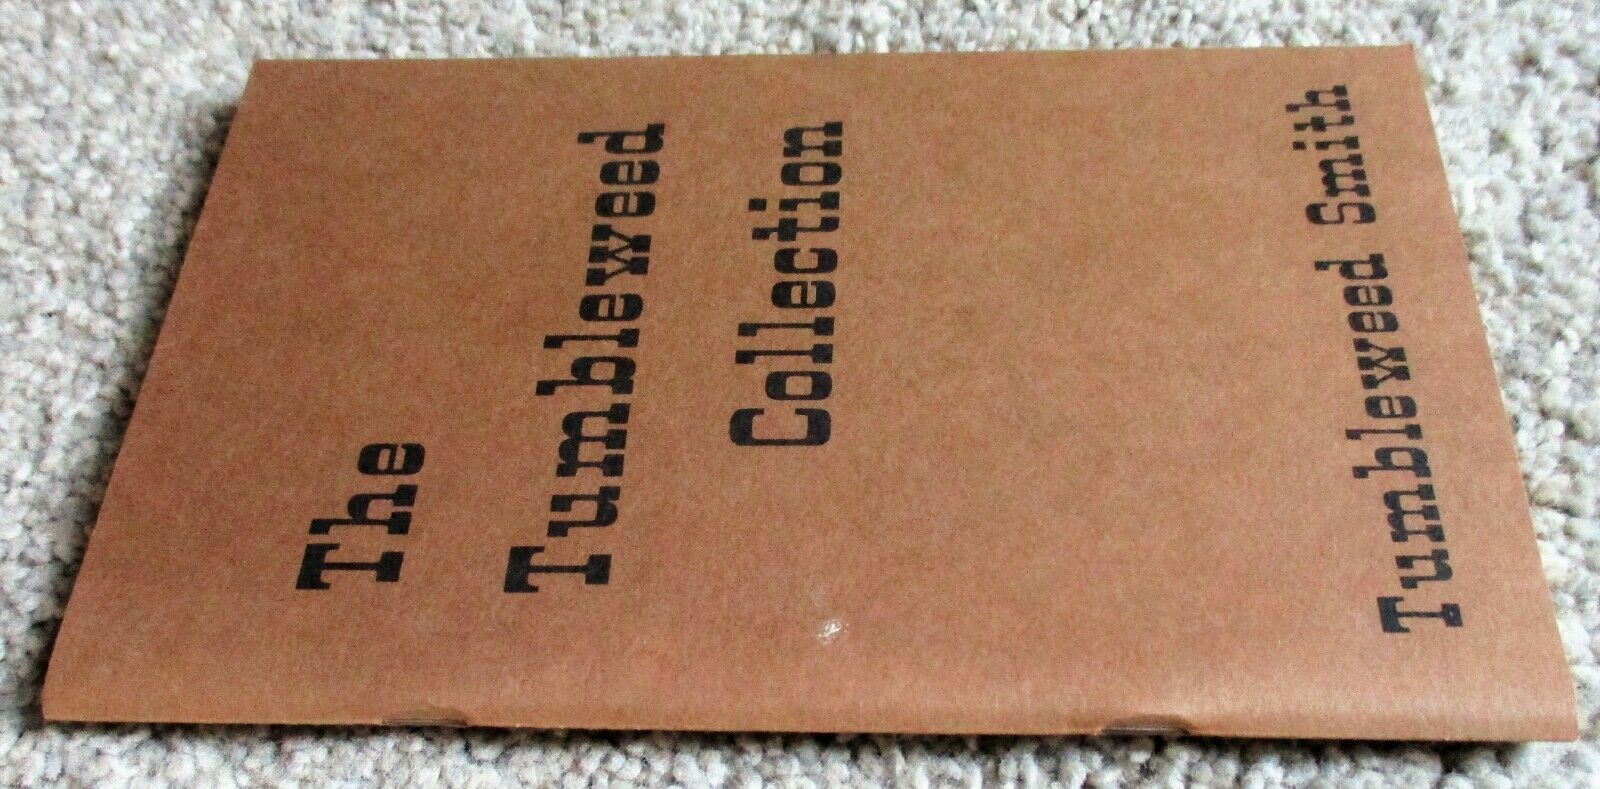 The
Tumbleweed
Collection
Tumbleweed Smith